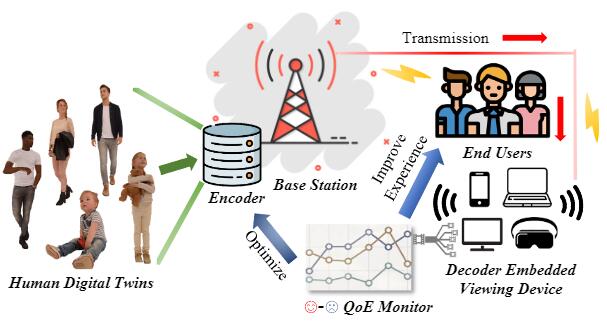 Transmission
Improve
Experience
End Users
Encoder
Base Station
Optimize
Human Digital Twins
Decoder Embedded
Viewing Device
- QoE Monitor